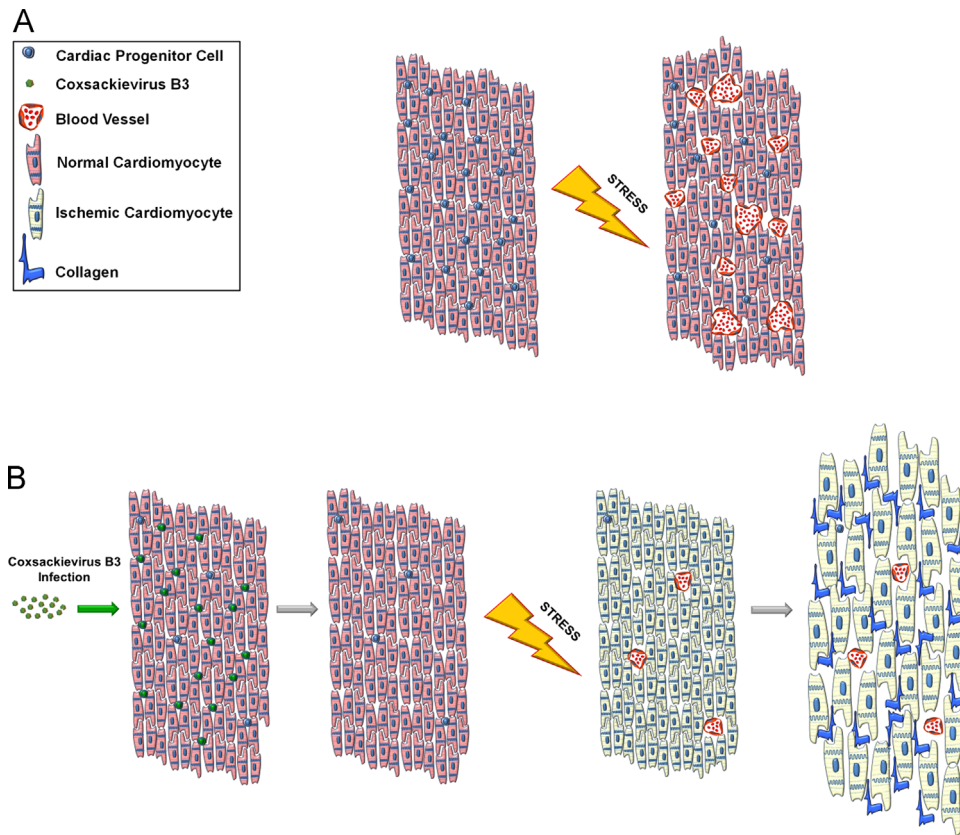 A
Cardiac Progenitor Cell
Coxsackievirus B3
Blood Vessel
Normal Cardiomyocyte
Ischemic Cardiomyocyte
Collagen
STRESS
B
Coxsackievirus B3
Infection
STRESS